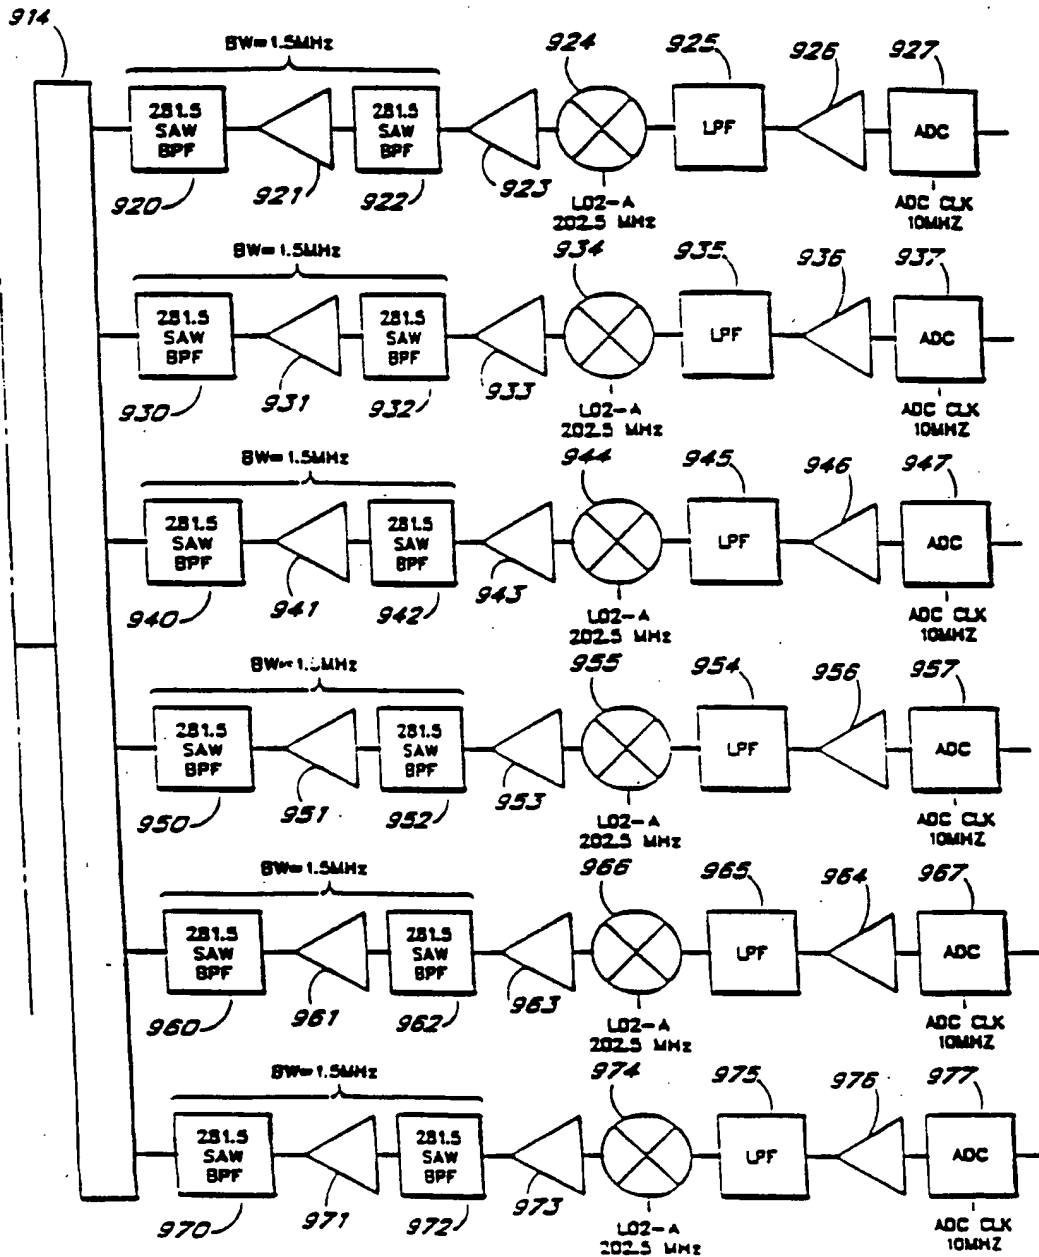 914
BW=1.5MHz
924
925
926
927
281.5
SAW
BPF
281.5
SAW
BPF
LPF
ADC
920
921
922
923
LO2-A
202.5 MHz
ADC CLK
10MHZ
BW=1.5MHz
934
935
936
937
281.5
SAW
BPF
281.5
SAW
BPF
LPF
ADC
930
931
932
933
LO2-A
202.5 MHz
ADC CLK
10MHZ
BW=1.5MHz
944
945
946
947
281.5
SAW
BPF
281.5
SAW
BPF
LPF
ADC
940
941
942
943
LO2-A
202.5 MHz
ADC CLK
10MHZ
BW=1.5MHz
955
954
956
957
281.5
SAW
BPF
281.5
SAW
BPF
LPF
ADC
950
951
952
953
LO2-A
202.5 MHz
ADC CLK
10MHZ
BW=1.5MHz
966
965
964
967
281.5
SAW
BPF
281.5
SAW
BPF
LPF
ADC
960
961
962
963
LO2-A
202.5 MHz
ADC CLK
10MHZ
BW=1.5MHz
974
975
976
977
281.5
SAW
BPF
281.5
SAW
BPF
LPF
ADC
970
971
972
973
LO2-A
202.5 MHz
ADC CLK
10MHZ